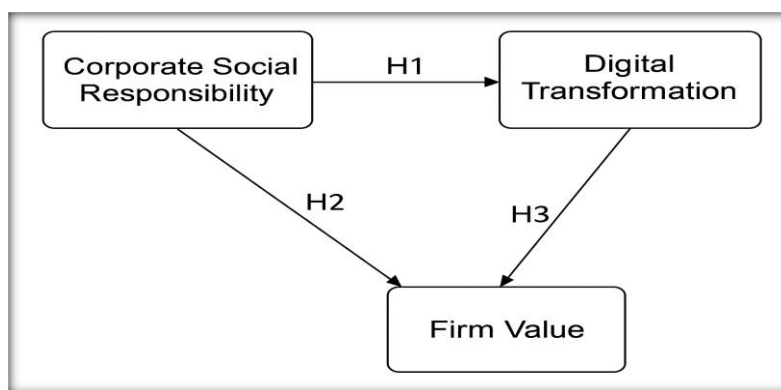 Corporate Social
Responsibility
H1
Digital
Transformation
H2
H3
Firm Value